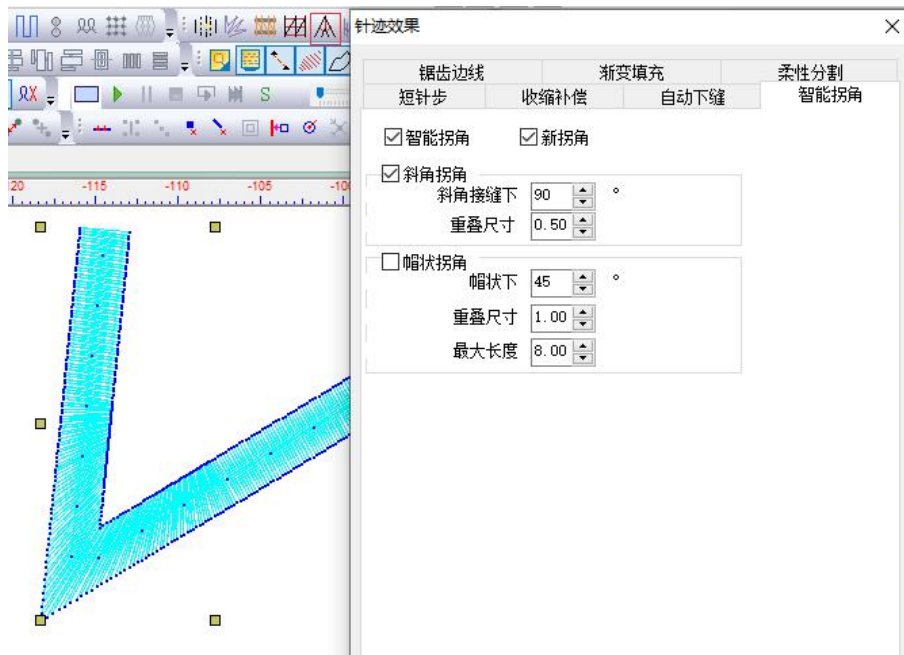 针迹效果
锯齿边线 渐变填充 柔性分割
短针步 收缩补偿 自动下缝 智能拐角
智能拐角 新拐角
斜角拐角
斜角接缝下 90 °
重叠尺寸 0.50
帽状拐角
帽状下 45 °
重叠尺寸 1.00
最大长度 8.00
S
20 -115 -110 -105 -100